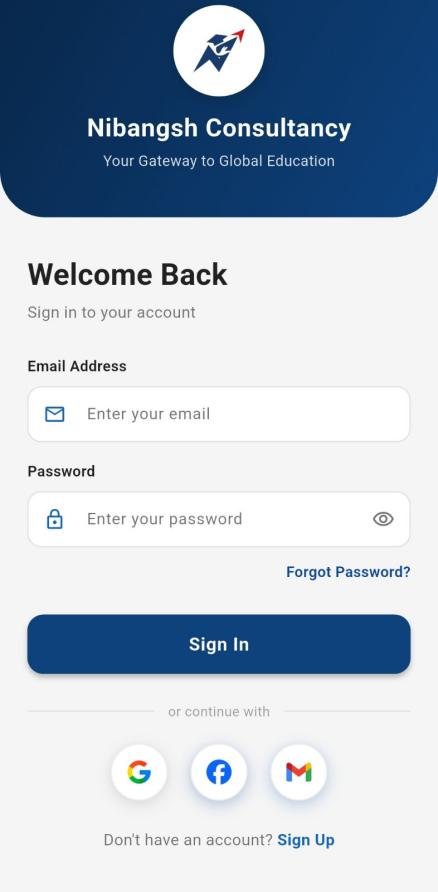 Nibangsh Consultancy
Your Gateway to Global Education
Welcome Back
Sign in to your account
Email Address
Enter your email
Password
Enter your password
Forgot Password?
Sign In
or continue with
Don't have an account? Sign Up